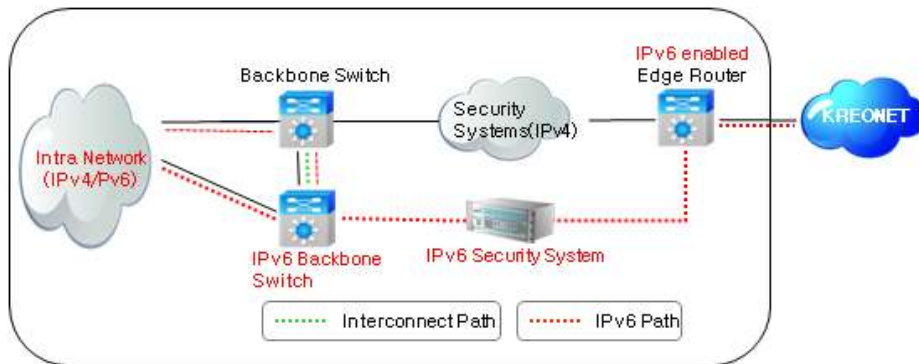 IPv6 enabled
Edge Router
Backbone Switch
Security
Systems(IPv4)
KREONET
Intra Network
(IPv4/Pv6)
IPv6 Backbone
Switch
IPv6 Security System
Interconnect Path
IPv6 Path